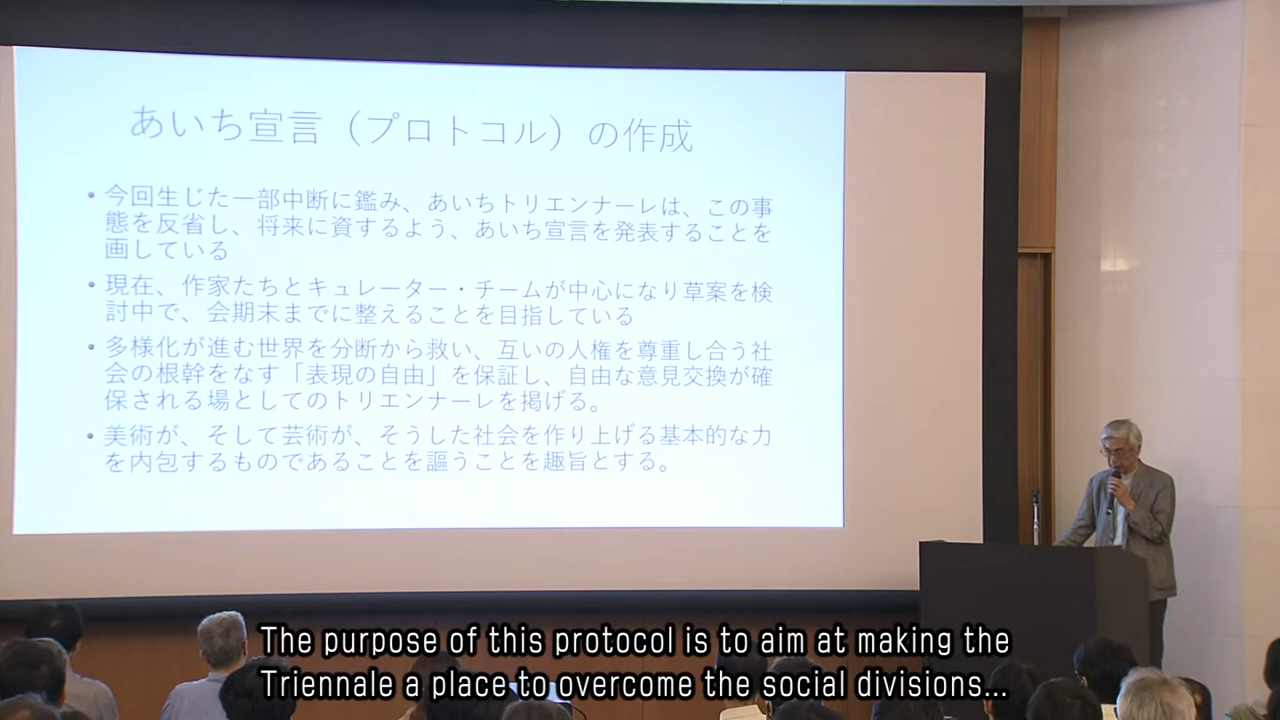 あいち宣言（プロトコル）の作成
• 今回生じた一部中断に鑑み、あいちトリエンナーレは、この事
態を反省し、将来に資するよう、あいち宣言を発表することを
画している
• 現在、作家たちとキュレーター・チームが中心になり草案を検
討中で、会期末までに整えることを目指している
• 多様化が進む世界を分断から救い、互いの人権を尊重し合う社
会の根幹をなす「表現の自由」を保証し、自由な意見交換が確
保される場としてのトリエンナーレを掲げる。
• 美術が、そして芸術が、そうした社会を作り上げる基本的な力
を内包するものであることを謳うことを趣旨とする。
The purpose of this protocol is to aim at making the
Triennale a place to overcome the social divisions...